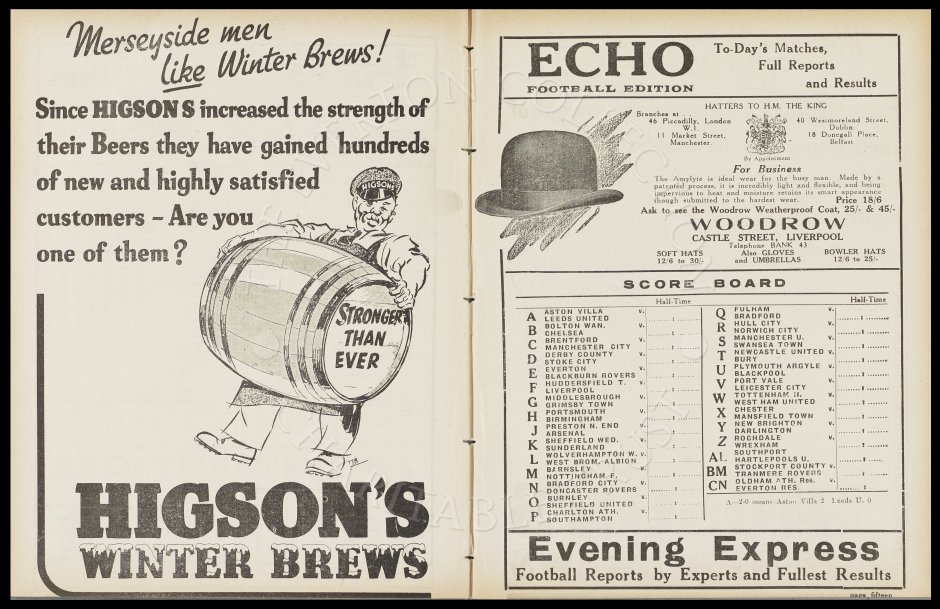 Merseyside men
like Winter Brews!
Since HIGSONS increased the strength of
their Beers they have gained hundreds
of new and highly satisfied
customers - Are you
one of them?
HIGSONS
STRONGER
THAN
EVER
HIGSON'S
WINTER BREWS
ECHO
FOOTBALL EDITION
To-Day's Matches,
Full Reports
and Results
HATTERS TO H.M. THE KING
Branches at
46 Piccadilly, London
W.1.
11 Market Street,
Manchester
By Appointment
40 Westmoreland Street,
Dublin.
18 Donegall Place,
Belfast
For Business
The Amylyte is ideal wear for the busy man. Made by a
patented process, it is incredibly light and flexible, and being
impervious to heat and moisture retains its smart appearance
though submitted to the hardest wear. Price 18/6
Ask to see the Woodrow Weatherproof Coat, 25/- & 45/-
WOODROW
CASTLE STREET, LIVERPOOL
Telephone BANK 43
SOFT HATS
12/6 to 30/-
Also GLOVES
and UMBRELLAS
BOWLER HATS
12/6 to 25/-
SCORE BOARD
Half-Time
A ASTON VILLA v.
LEEDS UNITED
B BOLTON WAN. v.
CHELSEA
C BRENTFORD v.
MANCHESTER CITY
D DERBY COUNTY v.
STOKE CITY
E EVERTON v.
BLACKBURN ROVERS
F HUDDERSFIELD T. v.
LIVERPOOL
G MIDDLESBROUGH v.
GRIMSBY TOWN
H PORTSMOUTH v.
BIRMINGHAM
J PRESTON N. END v.
ARSENAL
K SHEFFIELD WED. v.
SUNDERLAND
L WOLVERHAMPTON W. v.
WEST BROM. ALBION
M BARNSLEY v.
NOTTINGHAM F.
N BRADFORD CITY v.
DONCASTER ROVERS
O BURNLEY v.
SHEFFIELD UNITED
P CHARLTON ATH. v.
SOUTHAMPTON
Half-Time
Q FULHAM v.
BRADFORD
R HULL CITY v.
NORWICH CITY
S MANCHESTER U. v.
SWANSEA TOWN
T NEWCASTLE UNITED v.
BURY
U PLYMOUTH ARGYLE v.
BLACKPOOL
V PORT VALE v.
LEICESTER CITY
W TOTTENHAM H. v.
WEST HAM UNITED
X CHESTER v.
MANSFIELD TOWN
Y NEW BRIGHTON v.
DARLINGTON
Z ROCHDALE v.
WREXHAM
AL SOUTHPORT v.
HARTLEPOOLS U.
BM STOCKPORT COUNTY v.
TRANMERE ROVERS
CN OLDHAM ATH. Res. v.
EVERTON RES.
A—2-0 means Aston Villa 2 Leeds U. 0
Evening Express
Football Reports by Experts and Fullest Results
page fifteen